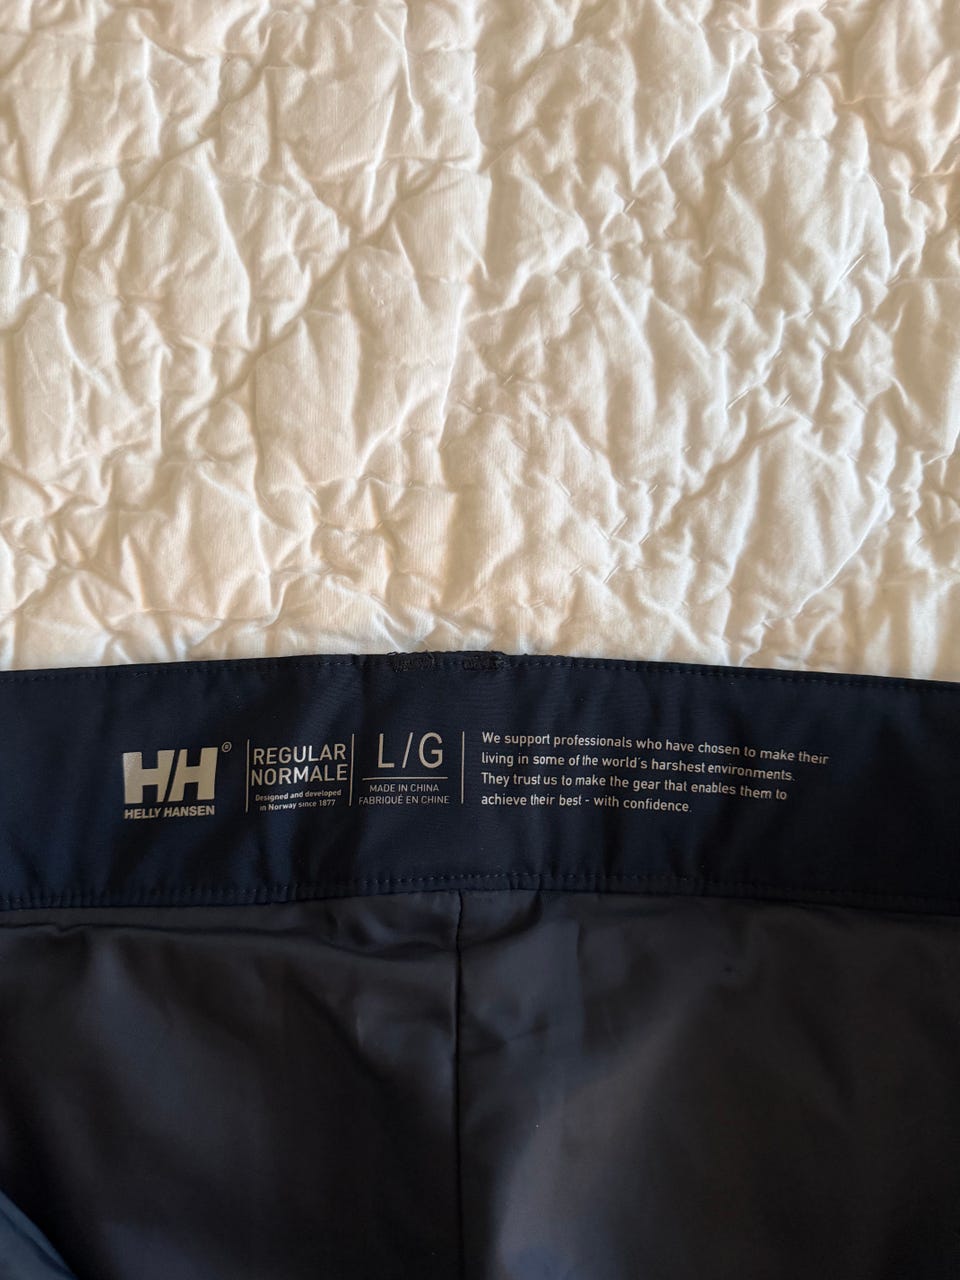 HH®
HELLY HANSEN
REGULAR
NORMALE
Designed and developed
in Norway since 1877
L/G
MADE IN CHINA
FABRIQUÉ EN CHINE
We support professionals who have chosen to make their
living in some of the world´s harshest environments.
They trust us to make the gear that enables them to
achieve their best - with confidence.